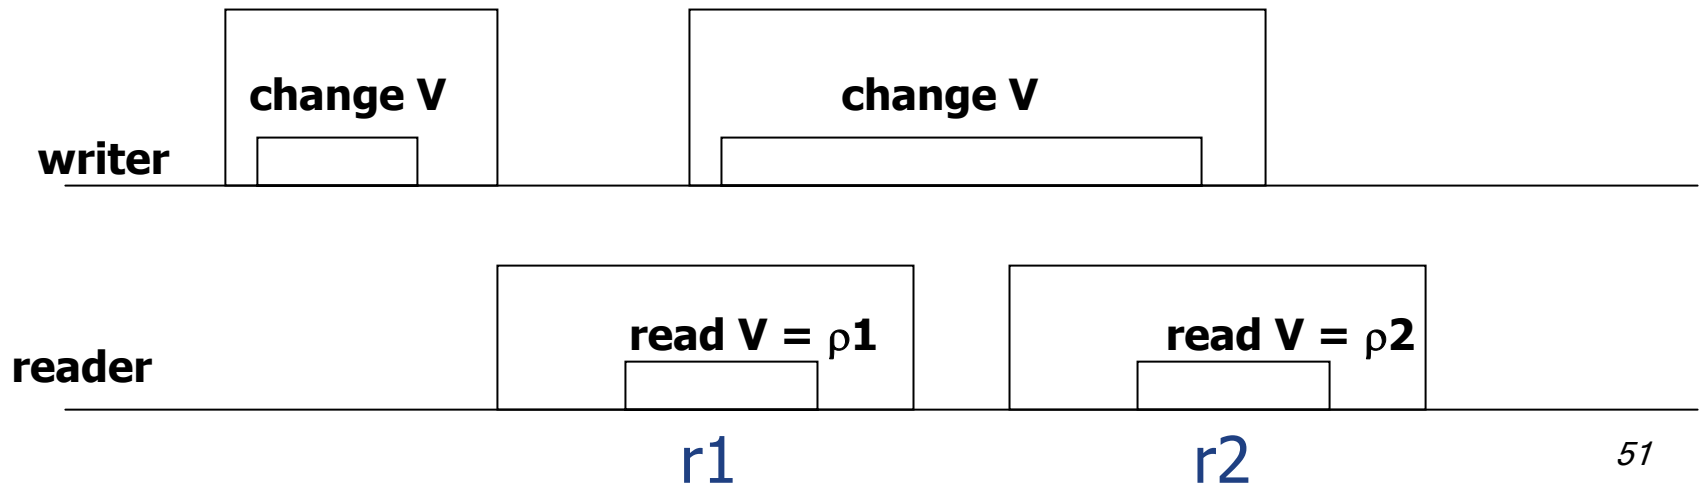 change V change V
writer
read V = ρ1 read V = ρ2
reader
r1 r2
51